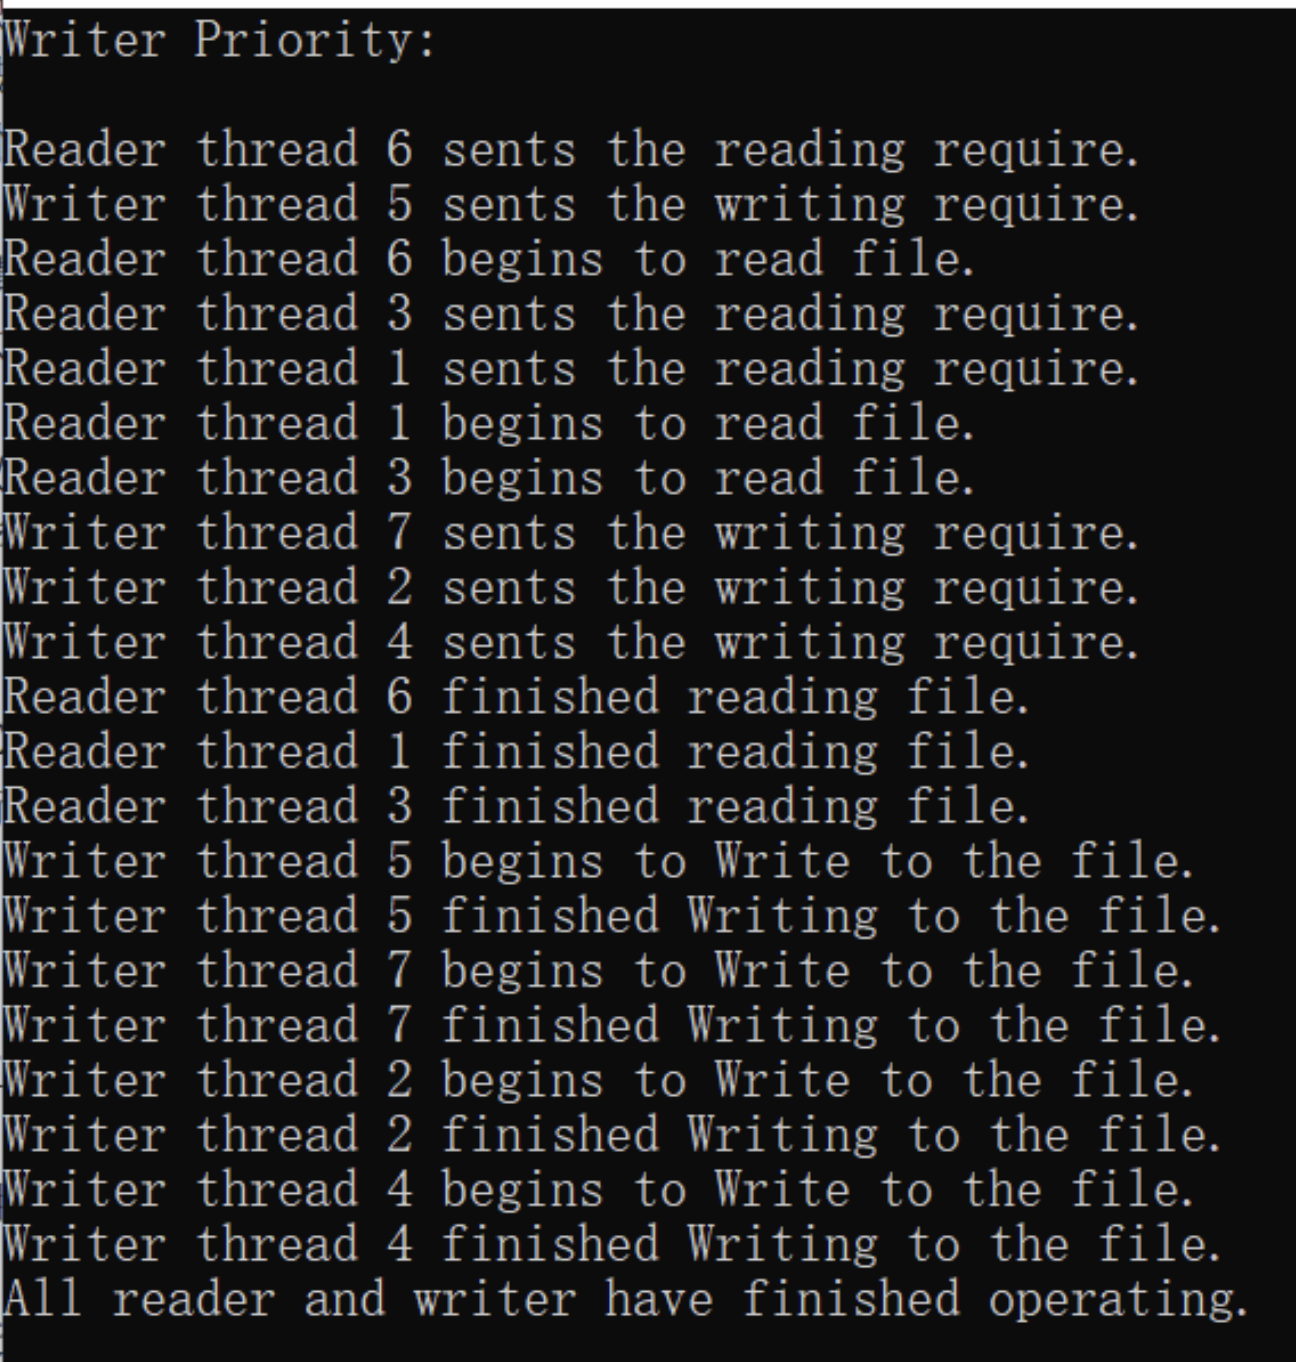 Writer Priority:
Reader thread 6 sents the reading require.
Writer thread 5 sents the writing require.
Reader thread 6 begins to read file.
Reader thread 3 sents the reading require.
Reader thread 1 sents the reading require.
Reader thread 1 begins to read file.
Reader thread 3 begins to read file.
Writer thread 7 sents the writing require.
Writer thread 2 sents the writing require.
Writer thread 4 sents the writing require.
Reader thread 6 finished reading file.
Reader thread 1 finished reading file.
Reader thread 3 finished reading file.
Writer thread 5 begins to Write to the file.
Writer thread 5 finished Writing to the file.
Writer thread 7 begins to Write to the file.
Writer thread 7 finished Writing to the file.
Writer thread 2 begins to Write to the file.
Writer thread 2 finished Writing to the file.
Writer thread 4 begins to Write to the file.
Writer thread 4 finished Writing to the file.
All reader and writer have finished operating.